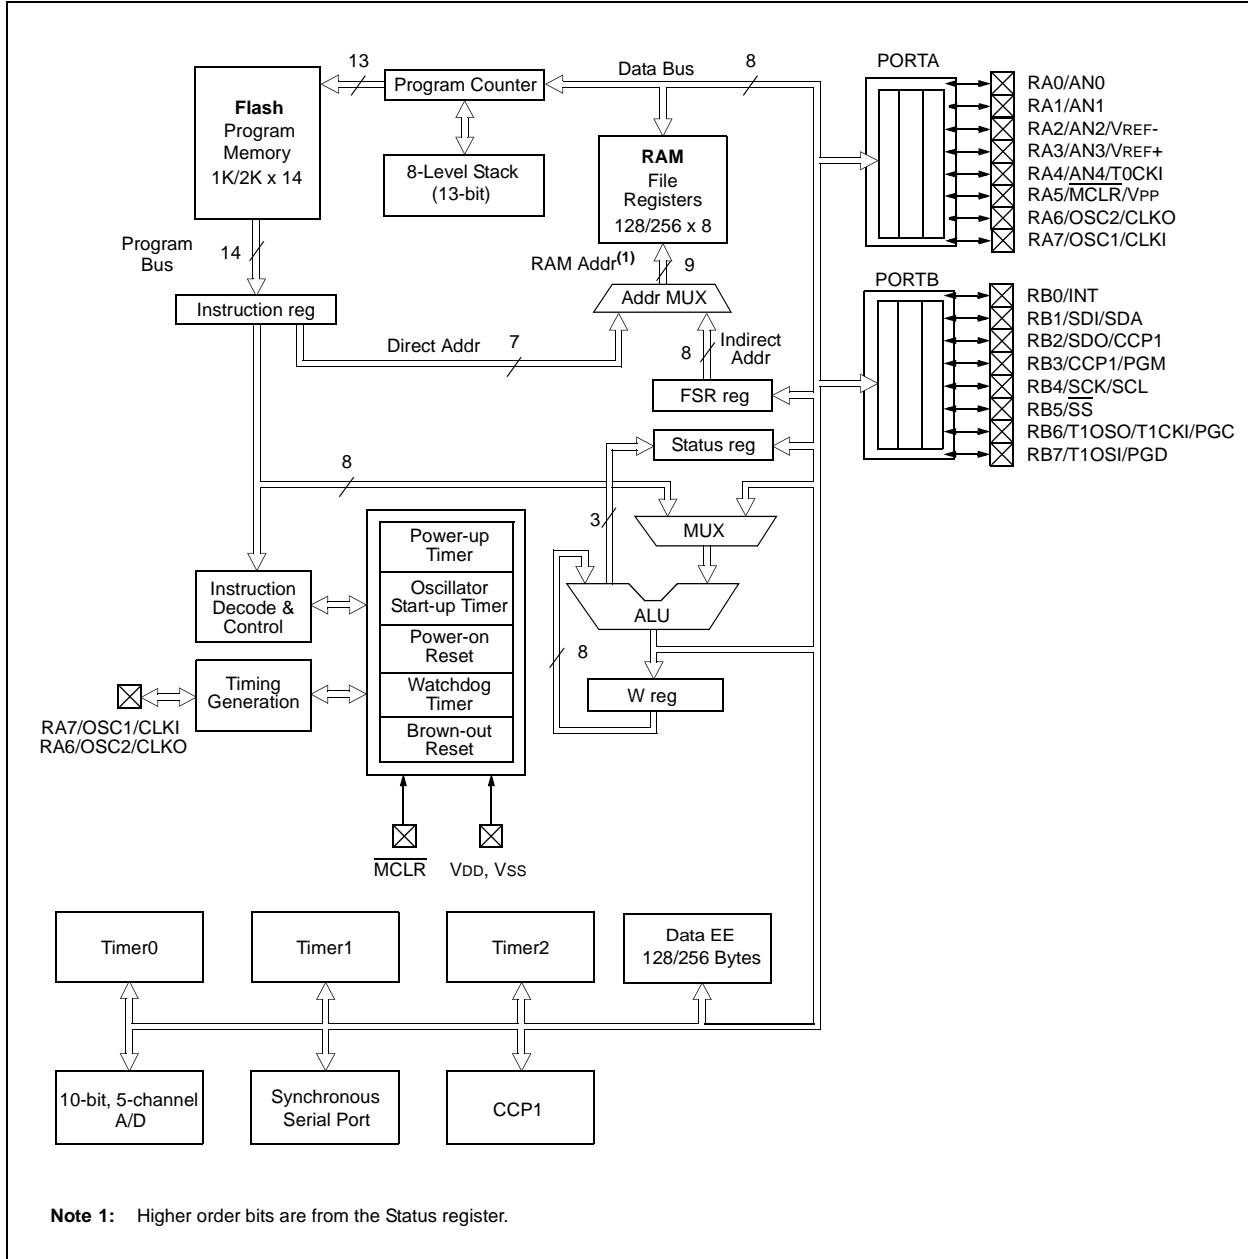 13
Program Counter
Data Bus
8
PORTA
Flash
Program
Memory
1K/2K x 14
8-Level Stack
(13-bit)
RAM
File
Registers
128/256 x 8
RA0/AN0
RA1/AN1
RA2/AN2/VREF-
RA3/AN3/VREF+
RA4/AN4/T0CKI
RA5/MCLR/VPP
RA6/OSC2/CLKO
RA7/OSC1/CLKI
Program
Bus
14
RAM Addr(1)
9
PORTB
Instruction reg
Addr MUX
RB0/INT
RB1/SDI/SDA
RB2/SDO/CCP1
RB3/CCP1/PGM
RB4/SCK/SCL
RB5/SS
RB6/T1OSO/T1CKI/PGC
RB7/T1OSI/PGD
Direct Addr
7
8
Indirect
Addr
FSR reg
Status reg
8
3
MUX
Power-up
Timer
Oscillator
Start-up Timer
Power-on
Reset
Watchdog
Timer
Brown-out
Reset
Instruction
Decode &
Control
ALU
8
W reg
Timing
Generation
RA7/OSC1/CLKI
RA6/OSC2/CLKO
MCLR
VDD, VSS
Timer0
Timer1
Timer2
Data EE
128/256 Bytes
10-bit, 5-channel
A/D
Synchronous
Serial Port
CCP1
Note 1: Higher order bits are from the Status register.